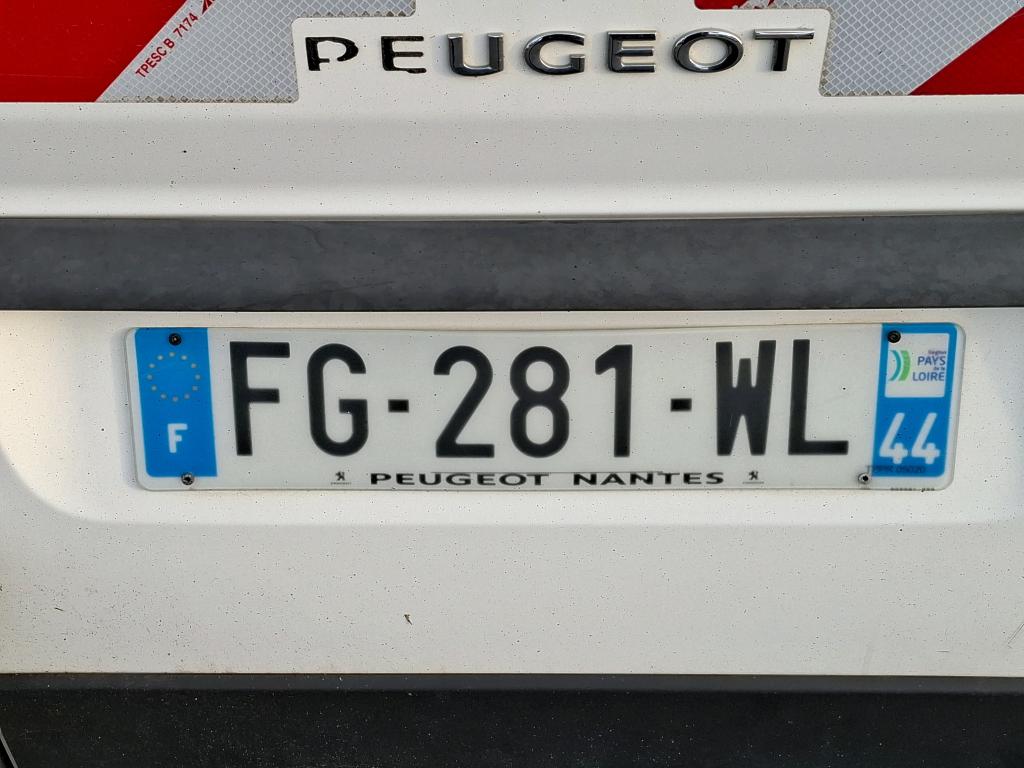 TPESC B 7174
PEUGEOT
F
FG-281-WL
Région
PAYS
de la
LOIRE
44
PEUGEOT NANTES